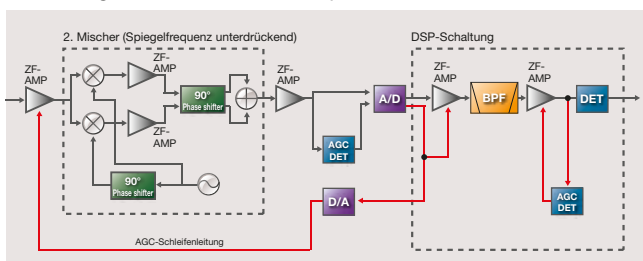 2. Mischer (Spiegelfrequenz unterdrückend)
DSP-Schaltung
ZF-
AMP
ZF-
AMP
ZF-
AMP
90°
Phase shifter
90°
Phase shifter
ZF-
AMP
AGC
DET
A/D
D/A
ZF-
AMP
BPF
ZF-
AMP
DET
AGC
DET
AGC-Schleifenleitung